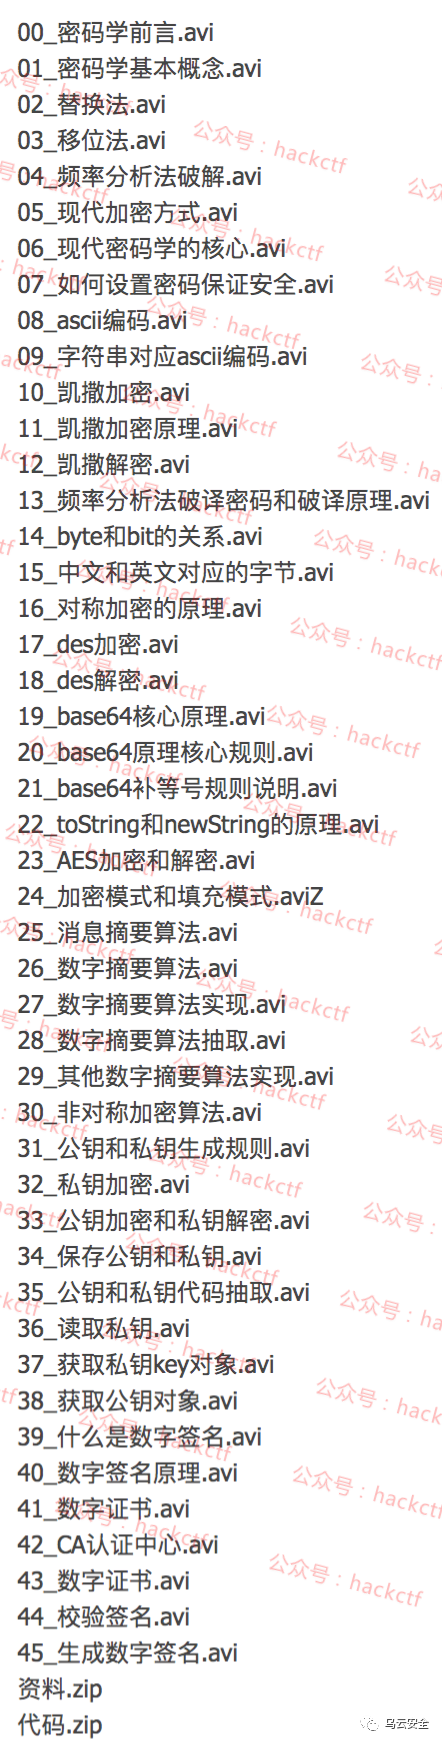 00_密码学前言.avi
01_密码学基本概念.avi
02_替换法.avi
03_移位法.avi
04_频率分析法破解.avi
05_现代加密方式.avi
06_现代密码学的核心.avi
07_如何设置密码保证安全.avi
08_ascii编码.avi
09_字符串对应ascii编码.avi
10_凯撒加密.avi
11_凯撒加密原理.avi
12_凯撒解密.avi
13_频率分析法破译密码和破译原理.avi
14_byte和bit的关系.avi
15_中文和英文对应的字节.avi
16_对称加密的原理.avi
17_des加密.avi
18_des解密.avi
19_base64核心原理.avi
20_base64原理核心规则.avi
21_base64补等号规则说明.avi
22_toString和newString的原理.avi
23_AES加密和解密.avi
24_加密模式和填充模式.aviZ
25_消息摘要算法.avi
26_数字摘要算法.avi
27_数字摘要算法实现.avi
28_数字摘要算法抽取.avi
29_其他数字摘要算法实现.avi
30_非对称加密算法.avi
31_公钥和私钥生成规则.avi
32_私钥加密.avi
33_公钥加密和私钥解密.avi
34_保存公钥和私钥.avi
35_公钥和私钥代码抽取.avi
36_读取私钥.avi
37_获取私钥key对象.avi
38_获取公钥对象.avi
39_什么是数字签名.avi
40_数字签名原理.avi
41_数字证书.avi
42_CA认证中心.avi
43_数字证书.avi
44_校验签名.avi
45_生成数字签名.avi
资料.zip
代码.zip
公众号：hackctf
乌云安全